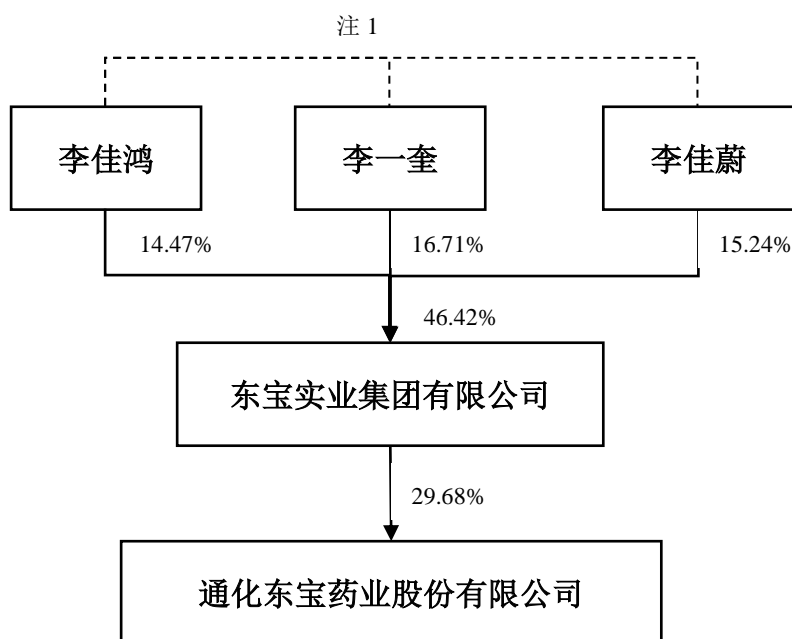 注 1
李佳鸿
李一奎
李佳蔚
14.47%
16.71%
15.24%
46.42%
东宝实业集团有限公司
29.68%
通化东宝药业股份有限公司